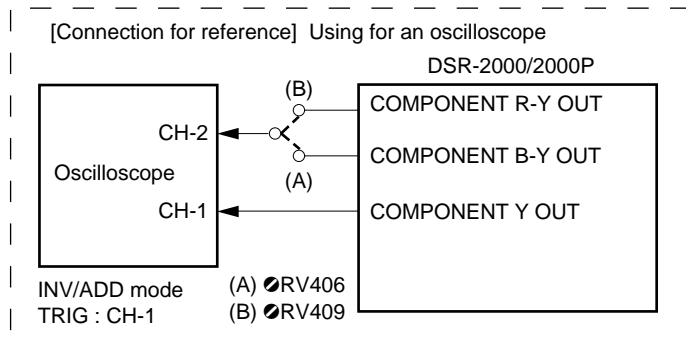 [Connection for reference] Using for an oscilloscope
DSR-2000/2000P
(B)
COMPONENT R-Y OUT
CH-2
COMPONENT B-Y OUT
Oscilloscope
(A)
CH-1
COMPONENT Y OUT
INV/ADD mode
(A) RV406
TRIG : CH-1
(B) RV409